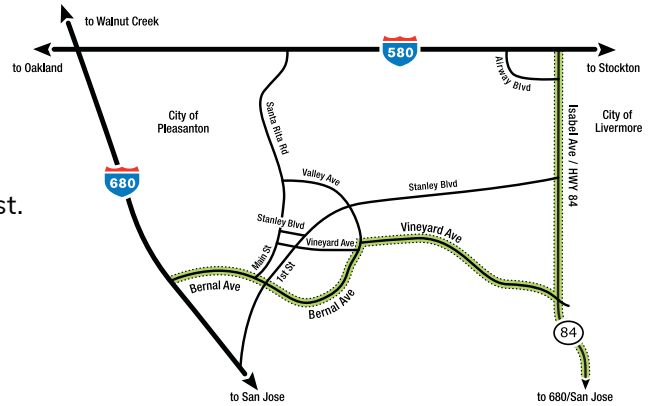 to Walnut Creek
580
to Oakland
to Stockton
Airway Blvd
City of
Pleasanton
City of
Livermore
Santa Rita Rd
Isabel Ave / HWY 84
680
Valley Ave
Stanley Blvd
st.
Stanley Blvd
Vineyard Ave
Vineyard Ave
Main St
1st St
Bernal Ave
Bernal Ave
84
to San Jose
to 680/San Jose